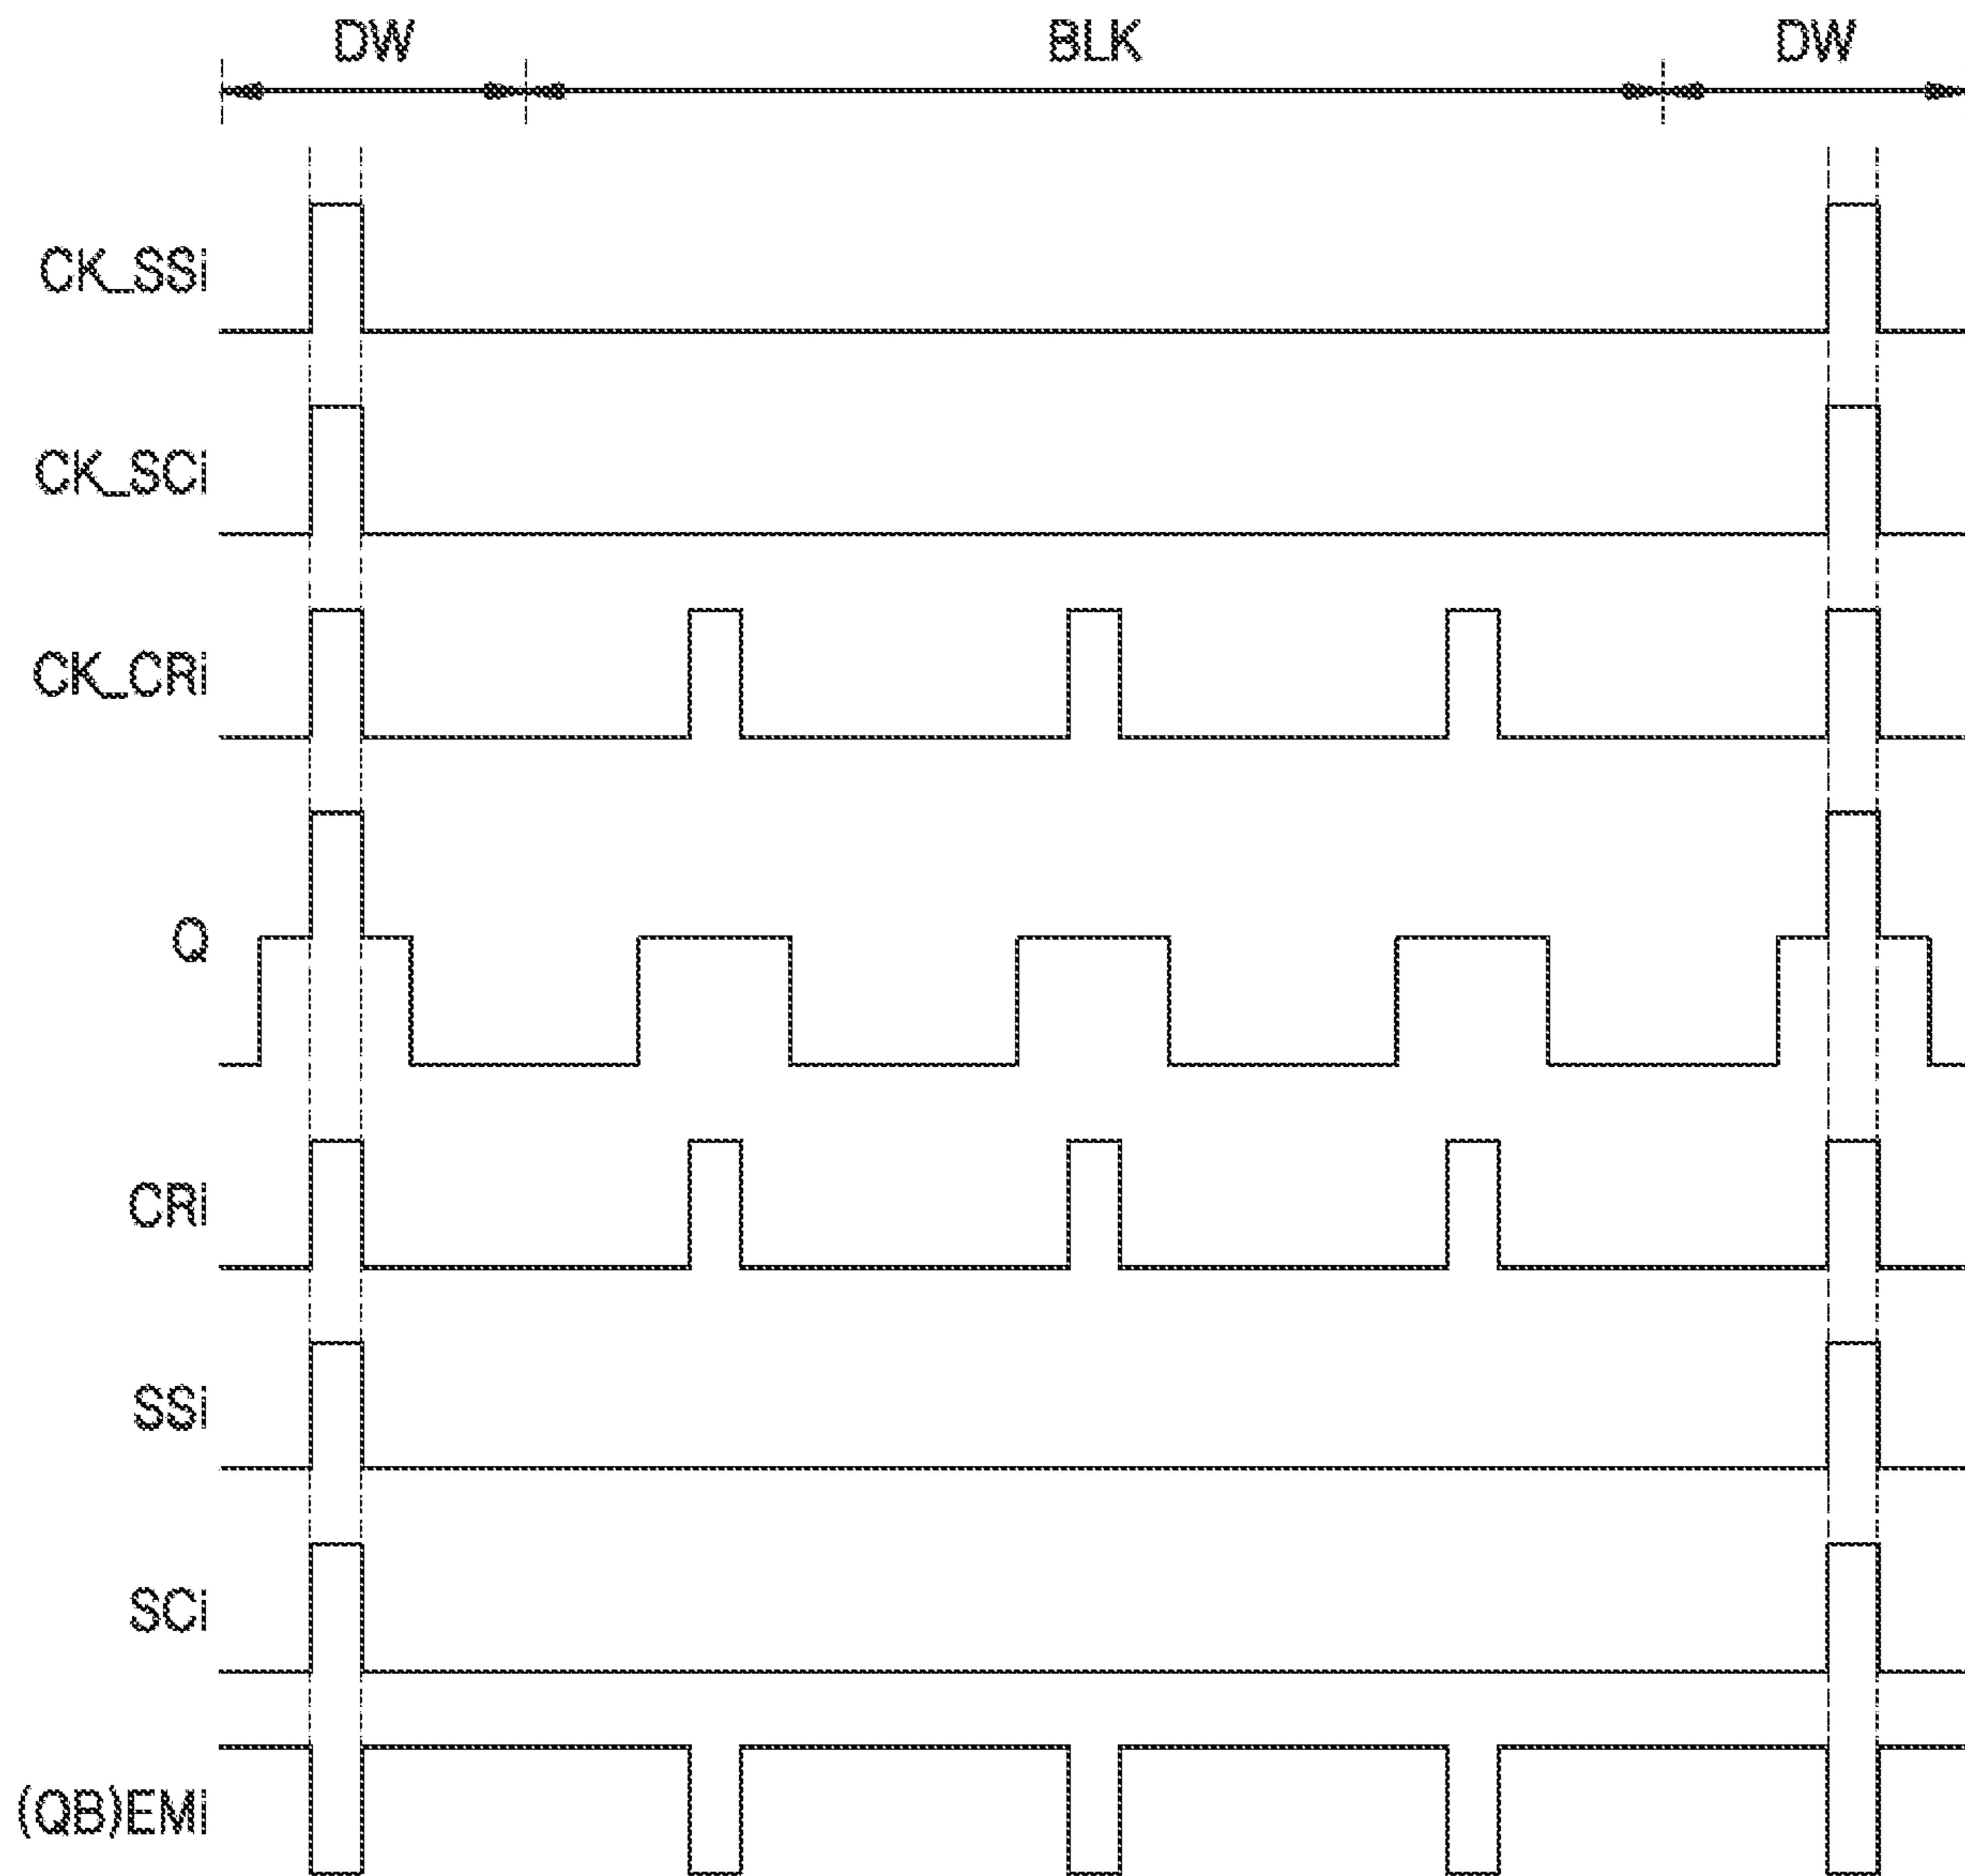 DW BLK DW
CK_SSi
CK_SCi
CK_CRi
Q
CRi
SSi
SCi
(QB)EMi